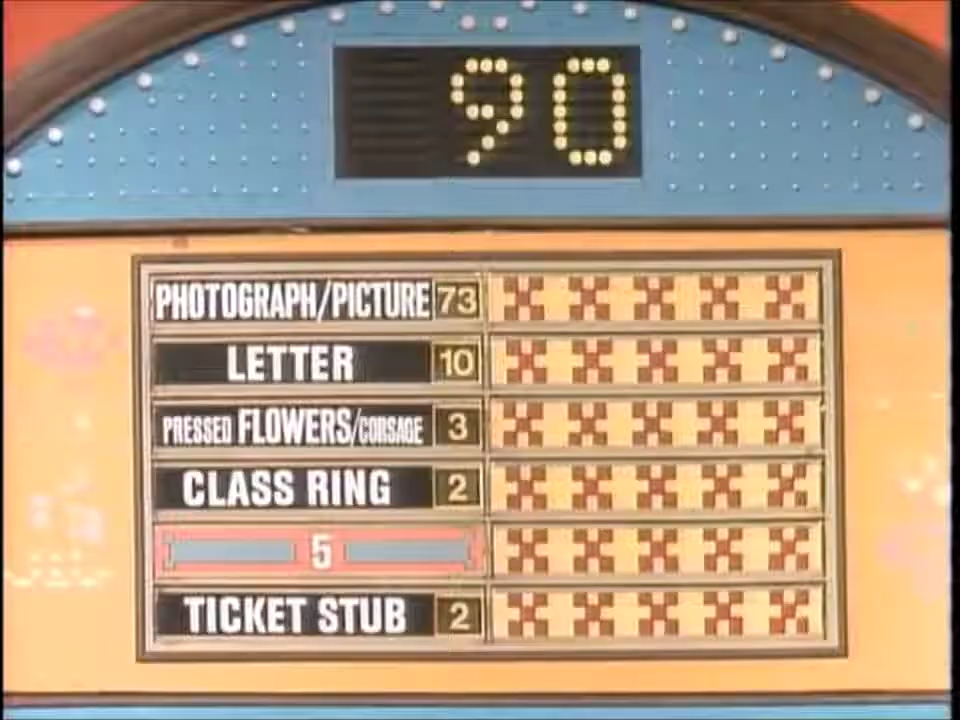 90
PHOTOGRAPH/PICTURE 73
LETTER 10
PRESSED FLOWERS/CORSAGE 3
CLASS RING 2
5
TICKET STUB 2